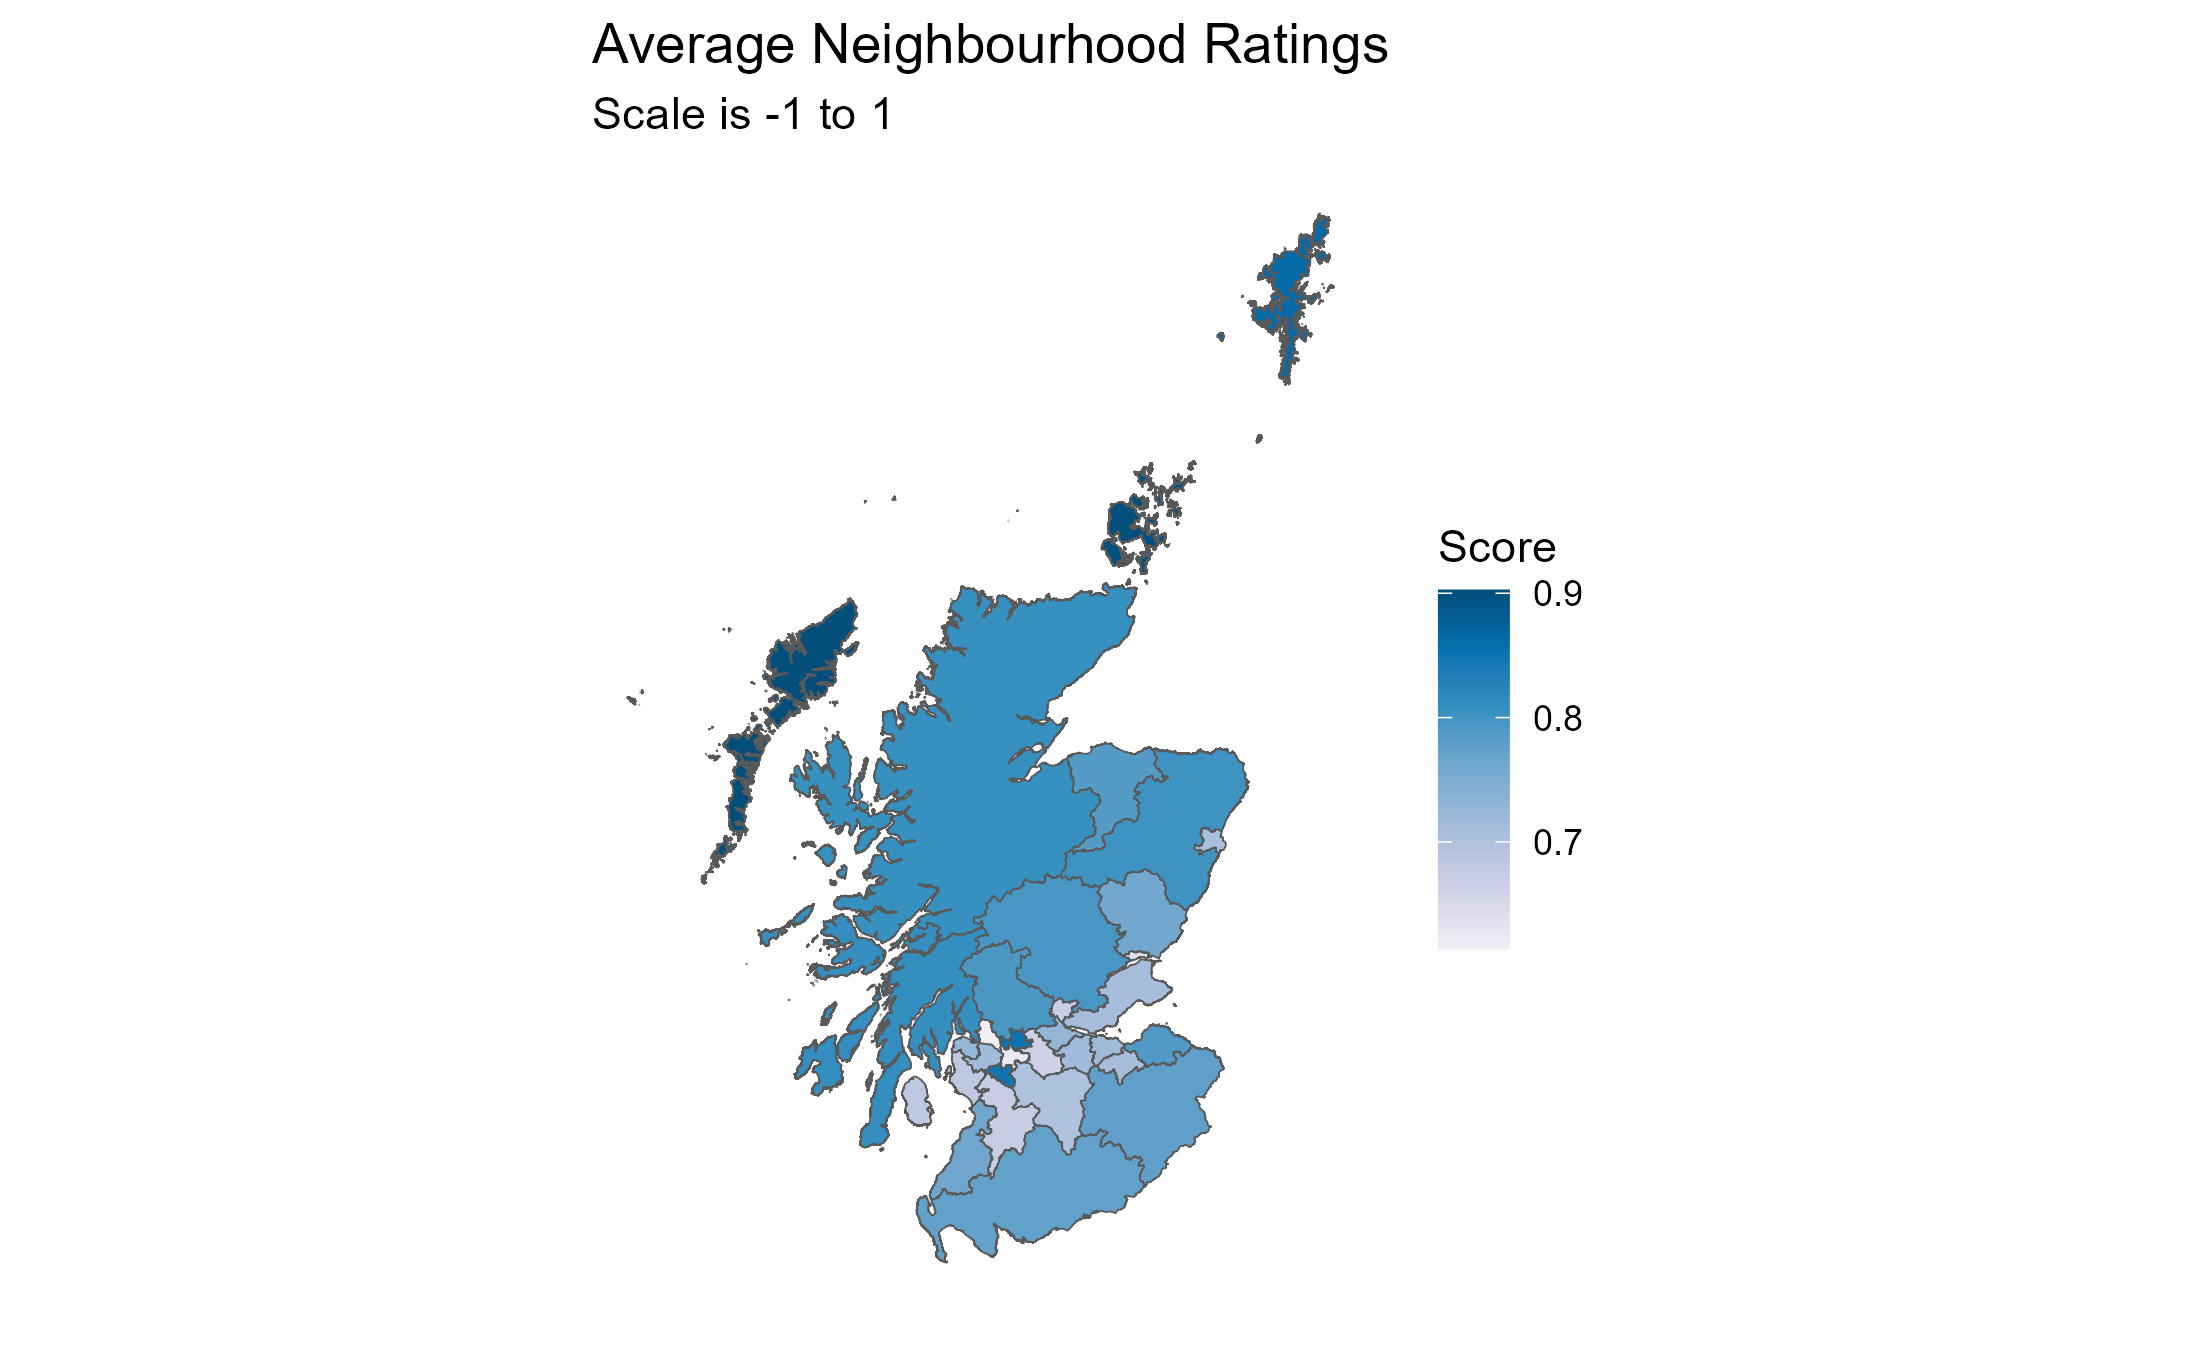 Average Neighbourhood Ratings
Scale is -1 to 1
Score
0.9
0.8
0.7